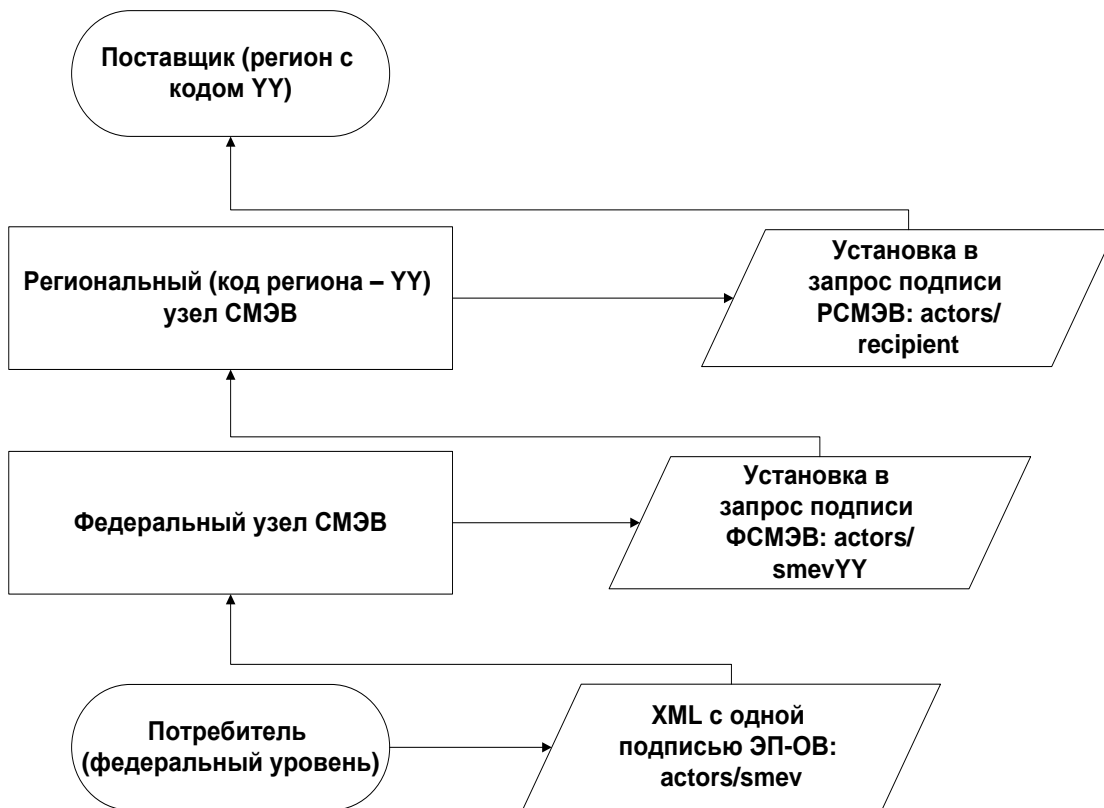 Поставщик (регион с
кодом YY)
Региональный (код региона – YY)
узел СМЭВ
Установка в
запрос подписи
РСМЭВ: actors/
recipient
Федеральный узел СМЭВ
Установка в
запрос подписи
ФСМЭВ: actors/
smevYY
Потребитель
(федеральный уровень)
XML с одной
подписью ЭП-ОВ:
actors/smev